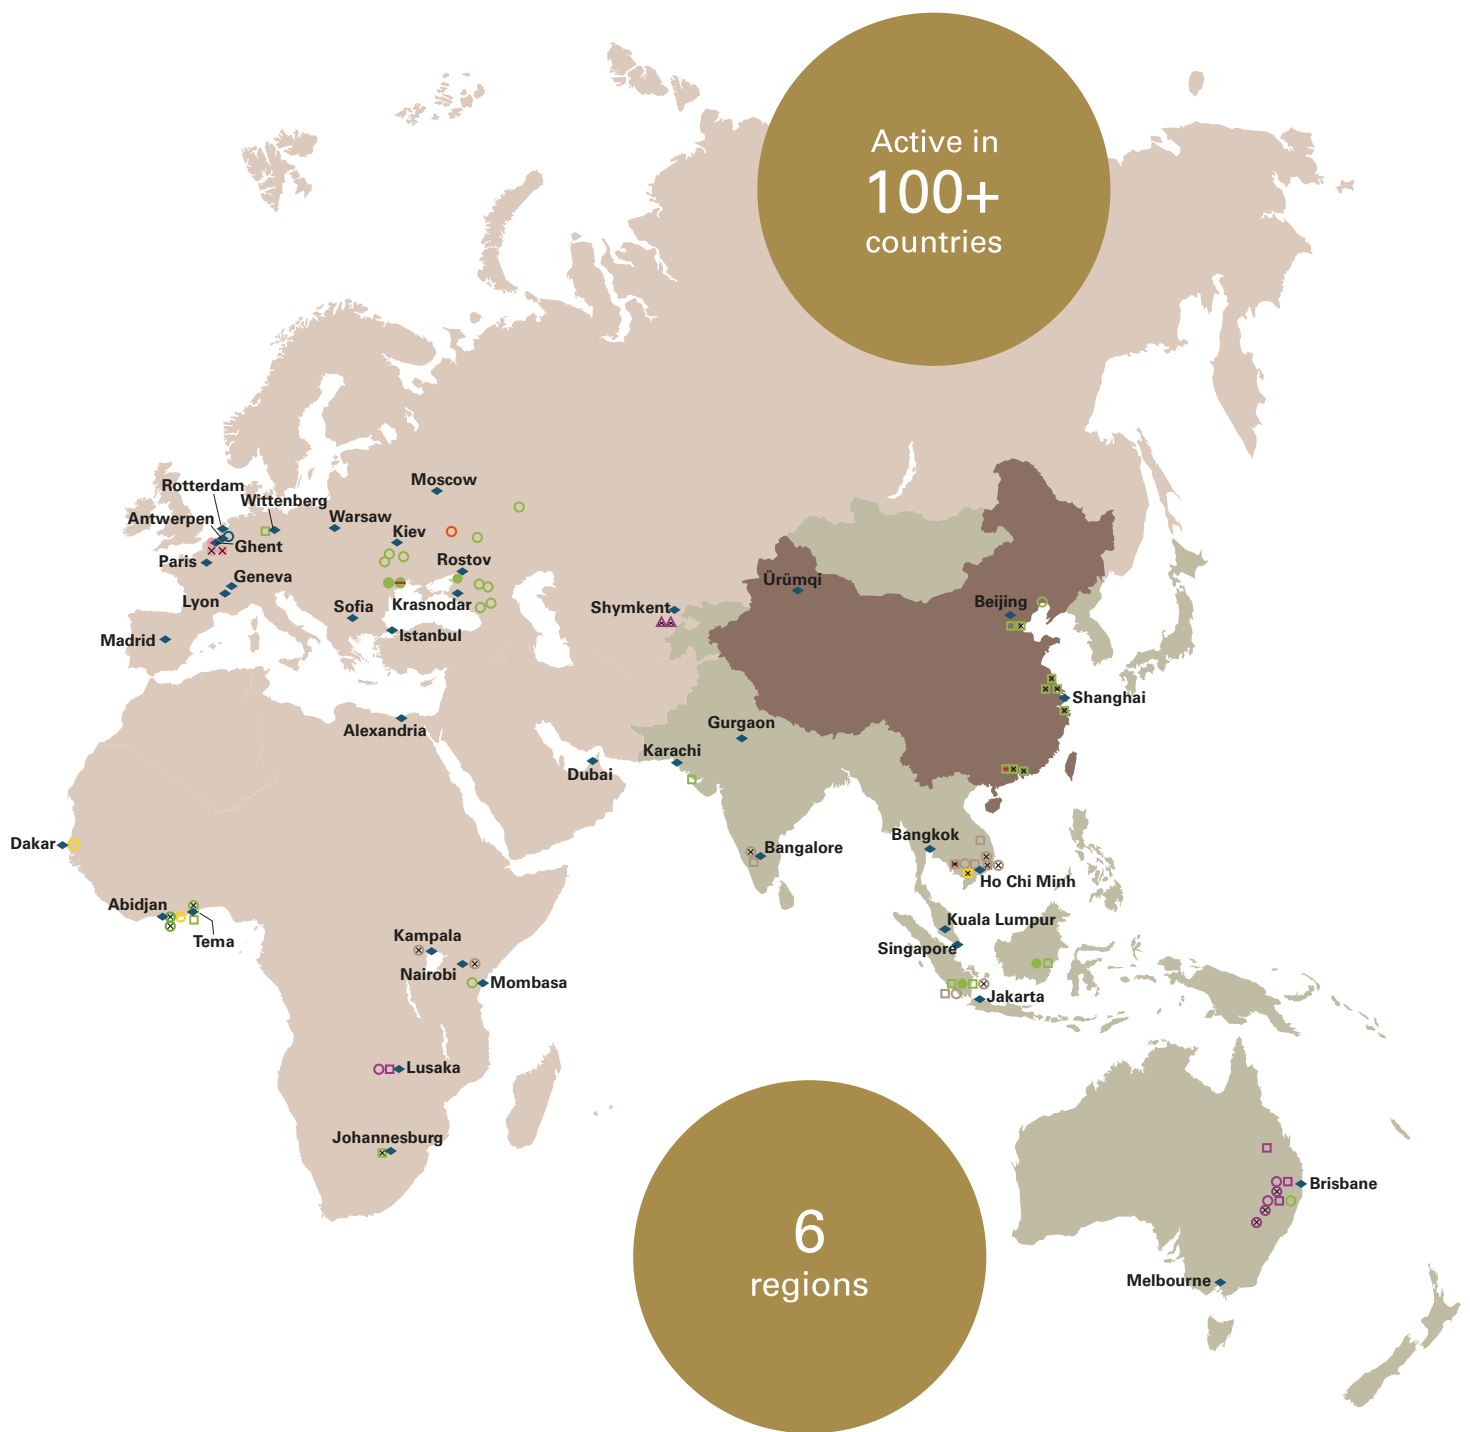 Active in
100+
countries
Moscow
Rotterdam
Wittenberg
Antwerpen
Warsaw
Kiev
Ghent
Paris
Rostov
Geneva
Lyon
Sofia
Krasnodar
Shymkent
Ürümqi
Beijing
Madrid
Istanbul
Shanghai
Alexandria
Gurgaon
Karachi
Dubai
Dakar
Bangkok
Bangalore
Ho Chi Minh
Abidjan
Tema
Kampala
Kuala Lumpur
Singapore
Nairobi
Mombasa
Jakarta
Lusaka
Johannesburg
Brisbane
6
regions
Melbourne